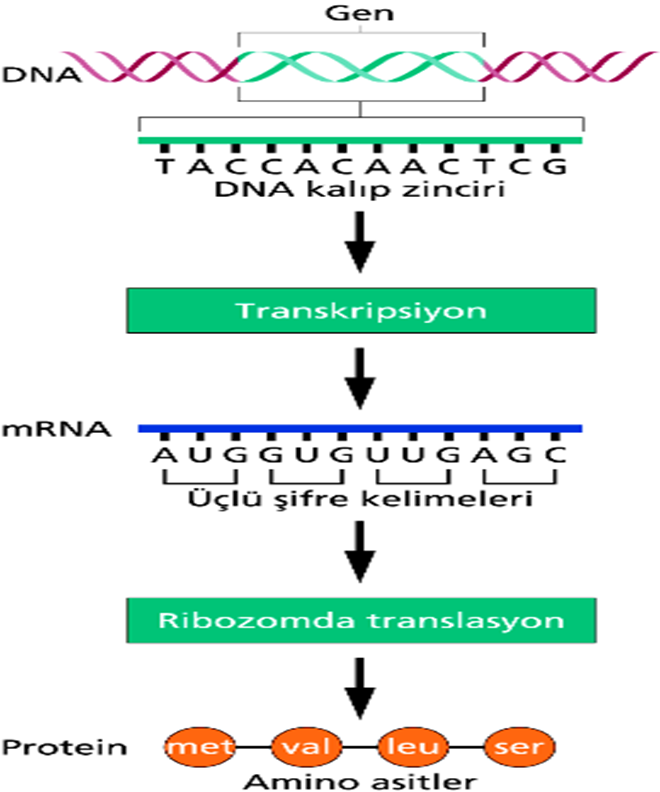 Gen
DNA
T A C C A C A A C T C G
DNA kalıp zinciri
Transkripsiyon
mRNA
A U G G U G U U G A G C
Üçlü şifre kelimeleri
Ribozomda translasyon
Protein
met val leu ser
Amino asitler